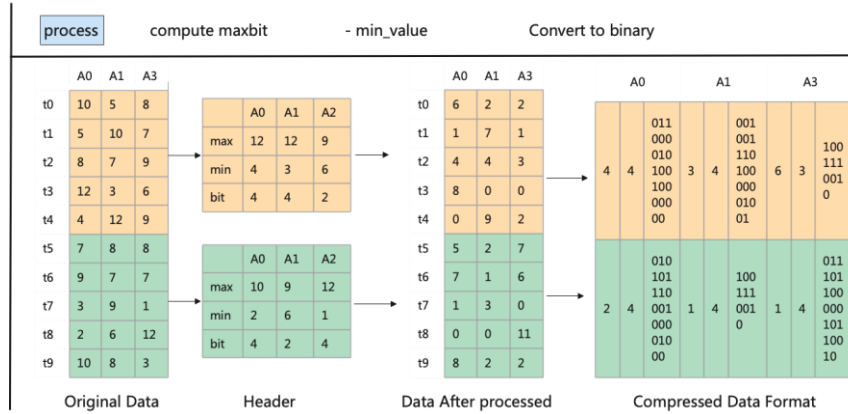 process compute maxbit - min_value Convert to binary
A0 A1 A3
t0 10 5 8
t1 5 10 7
t2 8 7 9
t3 12 3 6
t4 4 12 9
t5 7 8 8
t6 9 7 7
t7 3 9 1
t8 2 6 12
t9 10 8 3
Original Data
A0 A1 A2
max 12 12 9
min 4 3 6
bit 4 4 2
A0 A1 A2
max 10 9 12
min 2 6 1
bit 4 2 4
Header
A0 A1 A3
t0 6 2 2
t1 1 7 1
t2 4 4 3
t3 8 0 0
t4 0 9 2
t5 5 2 7
t6 7 1 6
t7 1 3 0
t8 0 0 11
t9 8 2 2
Data After processed
A0 A1 A3
4 4
011
000
010
100
100
000
00
3 4
001
001
110
100
000
010
01
6 3
100
111
001
0
2 4
010
101
110
001
000
010
00
1 4
100
111
001
0
1 4
011
101
100
000
101
100
10
Compressed Data Format